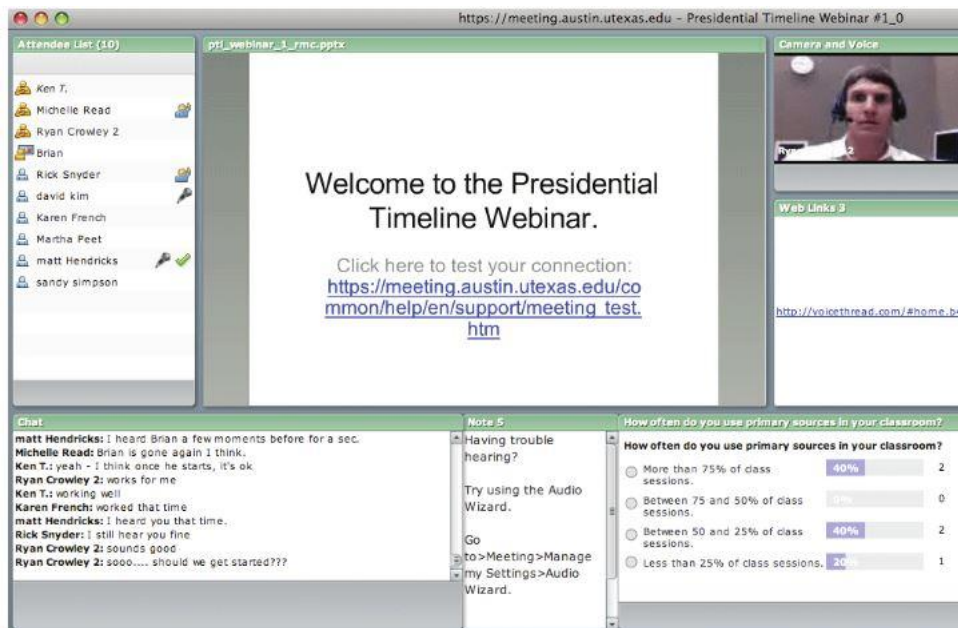 https://meeting.austin.utexas.edu – Presidential Timeline Webinar #1_0
Attendee List (10)
Ken T.
Michelle Read
Ryan Crowley 2
Brian
Rick Snyder
david kim
Karen French
Martha Peet
matt Hendricks
sandy simpson
ptl_webinar_1_rmc.pptx
Welcome to the Presidential
Timeline Webinar.
Click here to test your connection:
https://meeting.austin.utexas.edu/co
mmon/help/en/support/meeting_test.
htm
Camera and Voice
Web Links 3
http://voicethread.com/#home.b
Chat
matt Hendricks: I heard Brian a few moments before for a sec.
Michelle Read: Brian is gone again I think.
Ken T.: yeah - I think once he starts, it's ok
Ryan Crowley 2: works for me
Ken T.: working well
Karen French: worked that time
matt Hendricks: I heard you that time.
Rick Snyder: I still hear you fine
Ryan Crowley 2: sounds good
Ryan Crowley 2: sooo.... should we get started???
Note 5
Having trouble
hearing?
Try using the Audio
Wizard.
Go
to>Meeting>Manage
my Settings>Audio
Wizard.
How often do you use primary sources in your classroom?
How often do you use primary sources in your classroom?
More than 75% of class
sessions.
40% 2
Between 75 and 50% of class
sessions.
0% 0
Between 50 and 25% of class
sessions.
40% 2
Less than 25% of class sessions. 20% 1